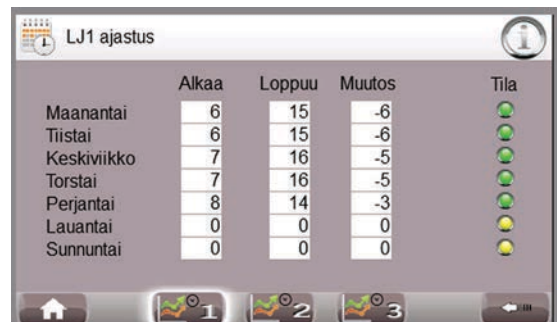 LJ1 ajastus
Alkaa Loppuu Muutos Tila
Maanantai 6 15 -6
Tiistai 6 15 -6
Keskiviikko 7 16 -5
Torstai 7 16 -5
Perjantai 8 14 -3
Lauantai 0 0 0
Sunnuntai 0 0 0
1 2 3